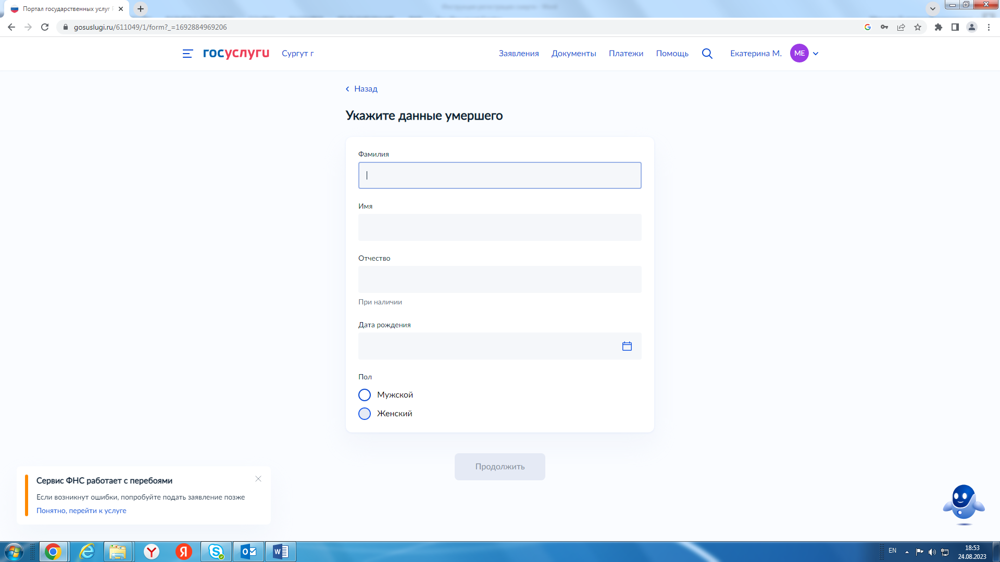 Портал государственных услуг
gosuslugi.ru/611049/1/form?_=1692884969206
госуслуги
Сургут г
Заявления
Документы
Платежи
Помощь
Екатерина М.
МЕ
Назад
Укажите данные умершего
Фамилия
Имя
Отчество
При наличии
Дата рождения
Пол
Мужской
Женский
Продолжить
Сервис ФНС работает с перебоями
Если возникнут ошибки, попробуйте подать заявление позже
Понятно, перейти к услуге
EN
18:53
24.08.2023